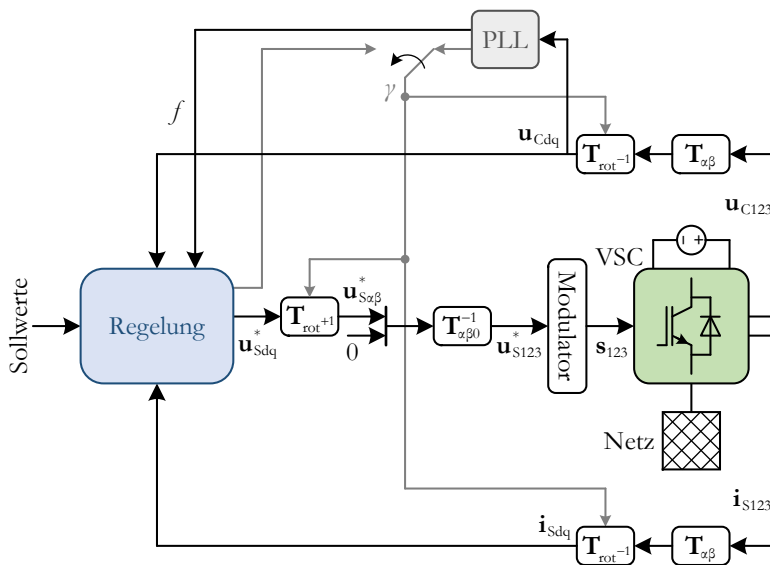 PLL
γ
f
u_Cdq
T_rot⁻¹
T_αβ
u_C123
VSC
Sollwerte
Regelung
u*_Sdq
T_rot⁺¹
u*_Sαβ
0
T⁻¹_αβ0
u*_S123
Modulator
s_123
Netz
i_S123
i_Sdq
T_rot⁻¹
T_αβ